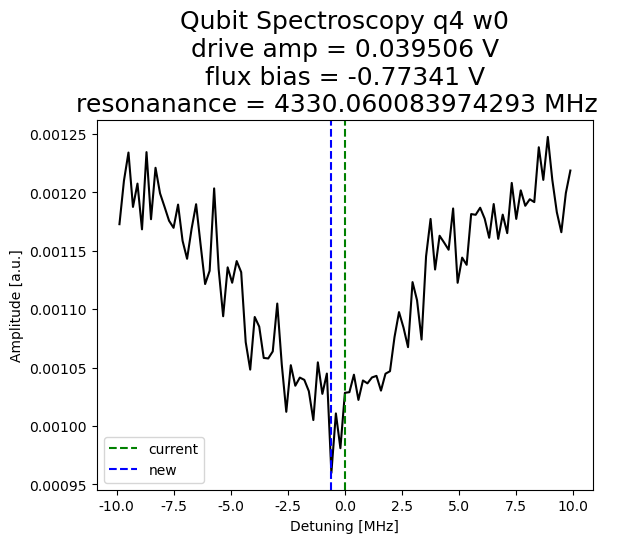 Qubit Spectroscopy q4 w0
drive amp = 0.039506 V
flux bias = -0.77341 V
resonanance = 4330.060083974293 MHz
0.00125
0.00120
0.00115
0.00110
0.00105
0.00100
0.00095
Amplitude [a.u.]
current
new
-10.0 -7.5 -5.0 -2.5 0.0 2.5 5.0 7.5 10.0
Detuning [MHz]